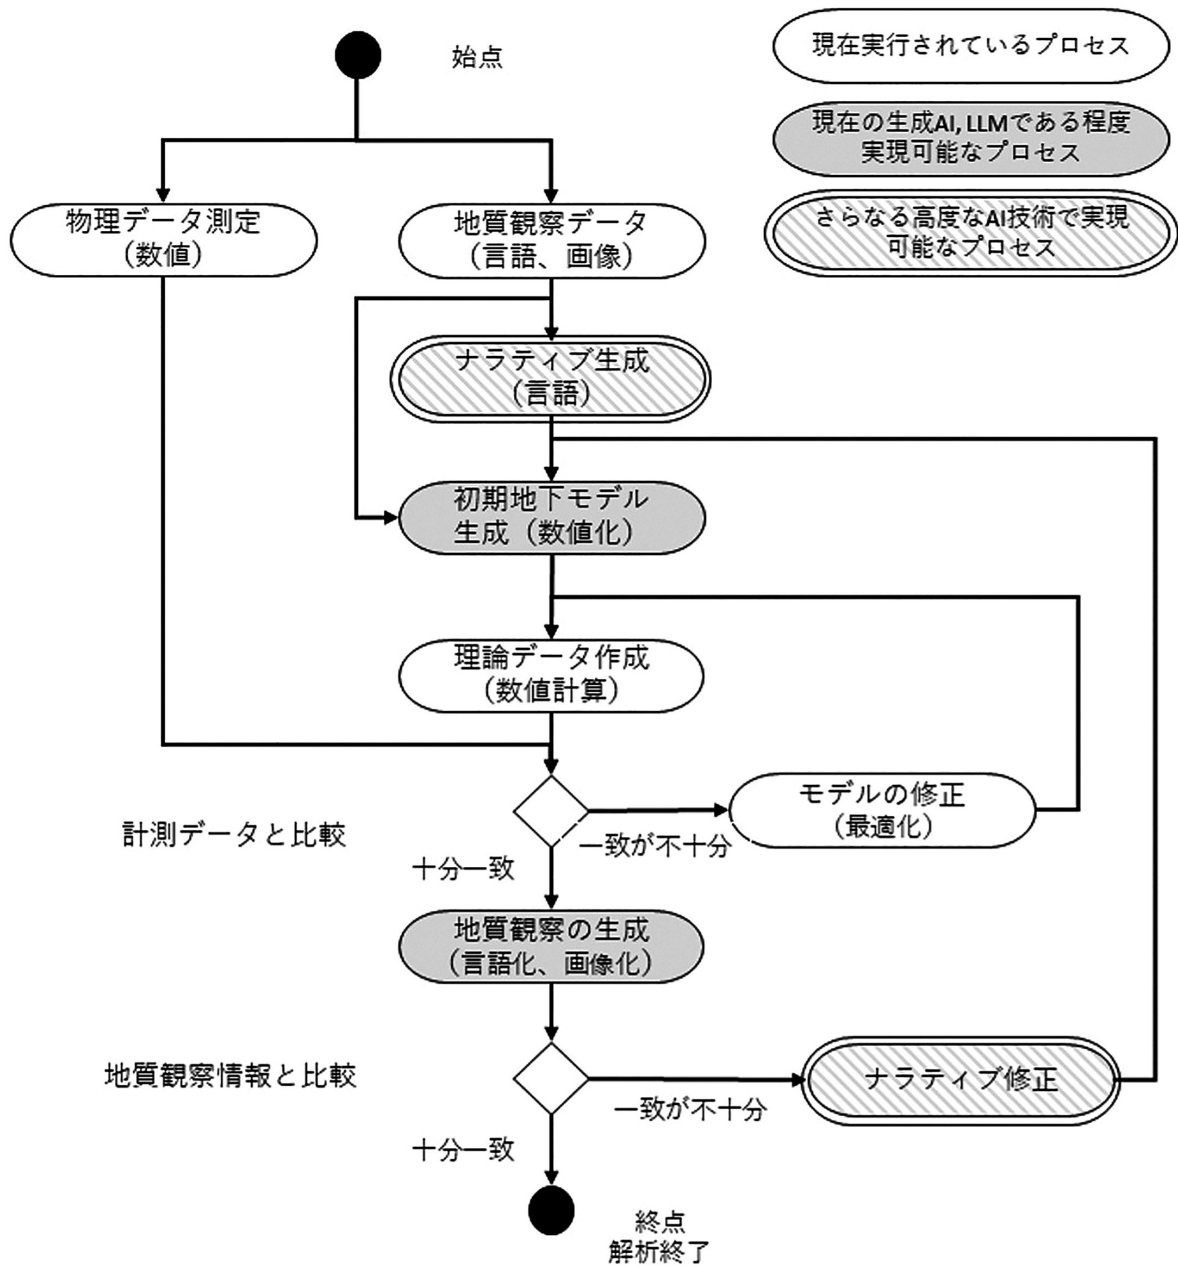 始点
現在実行されているプロセス
現在の生成AI, LLMである程度
実現可能なプロセス
さらなる高度なAI技術で実現
可能なプロセス
物理データ測定
（数値）
地質観察データ
（言語、画像）
ナラティブ生成
（言語）
初期地下モデル
生成（数値化）
理論データ作成
（数値計算）
計測データと比較
一致が不十分
モデルの修正
（最適化）
十分一致
地質観察の生成
（言語化、画像化）
地質観察情報と比較
一致が不十分
ナラティブ修正
十分一致
終点
解析終了